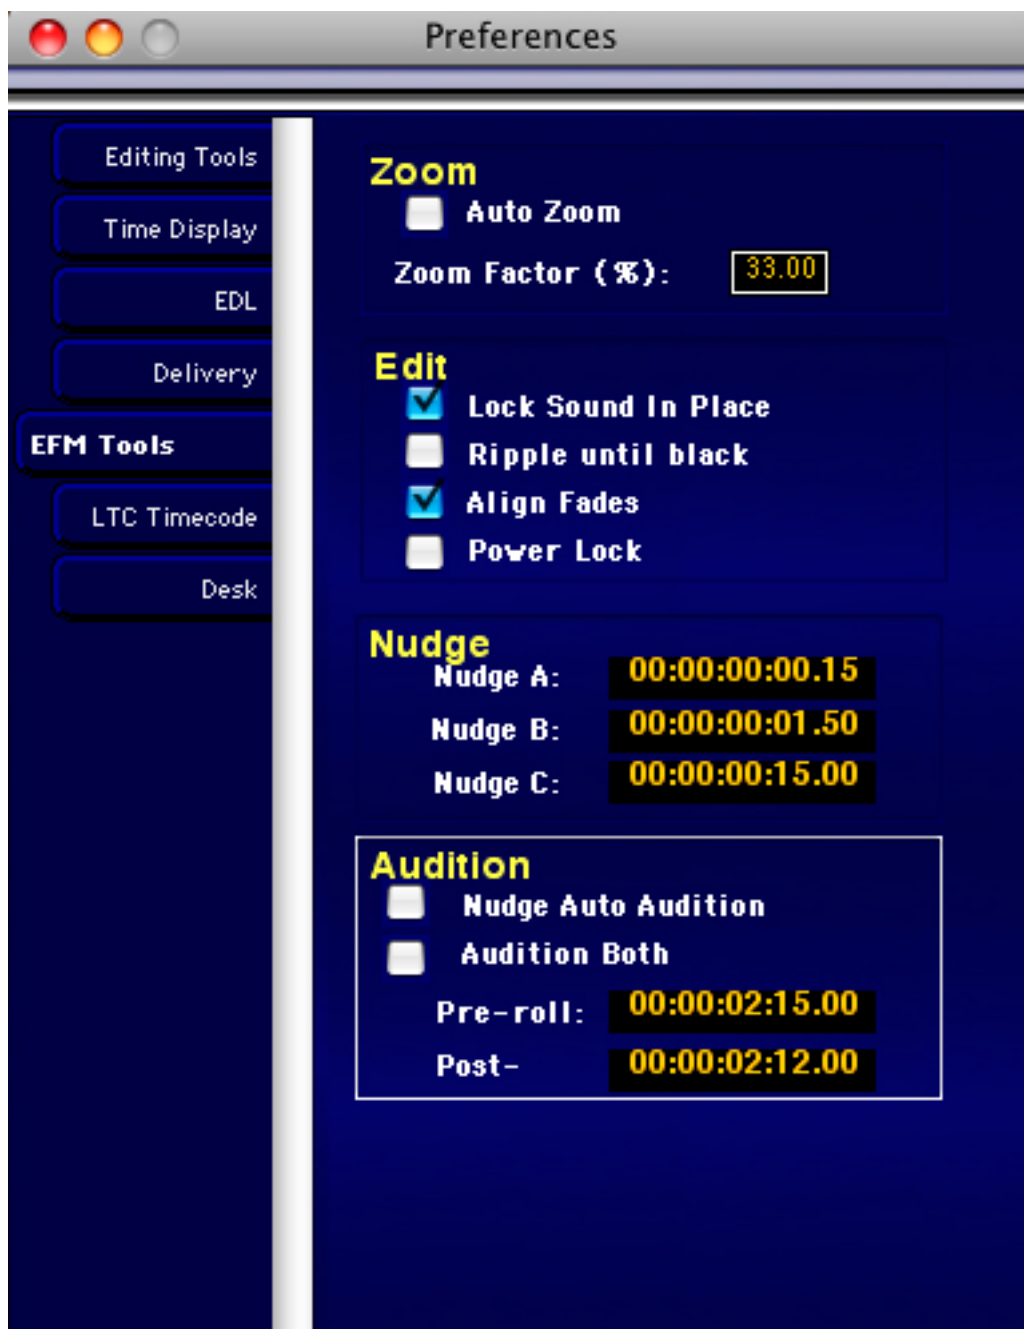 Preferences
Editing Tools
Time Display
EDL
Delivery
EFM Tools
LTC Timecode
Desk
Zoom
Auto Zoom
Zoom Factor (%): 33.00
Edit
Lock Sound In Place
Ripple until black
Align Fades
Power Lock
Nudge
Nudge A: 00:00:00:00.15
Nudge B: 00:00:00:01.50
Nudge C: 00:00:00:15.00
Audition
Nudge Auto Audition
Audition Both
Pre-roll: 00:00:02:15.00
Post- 00:00:02:12.00